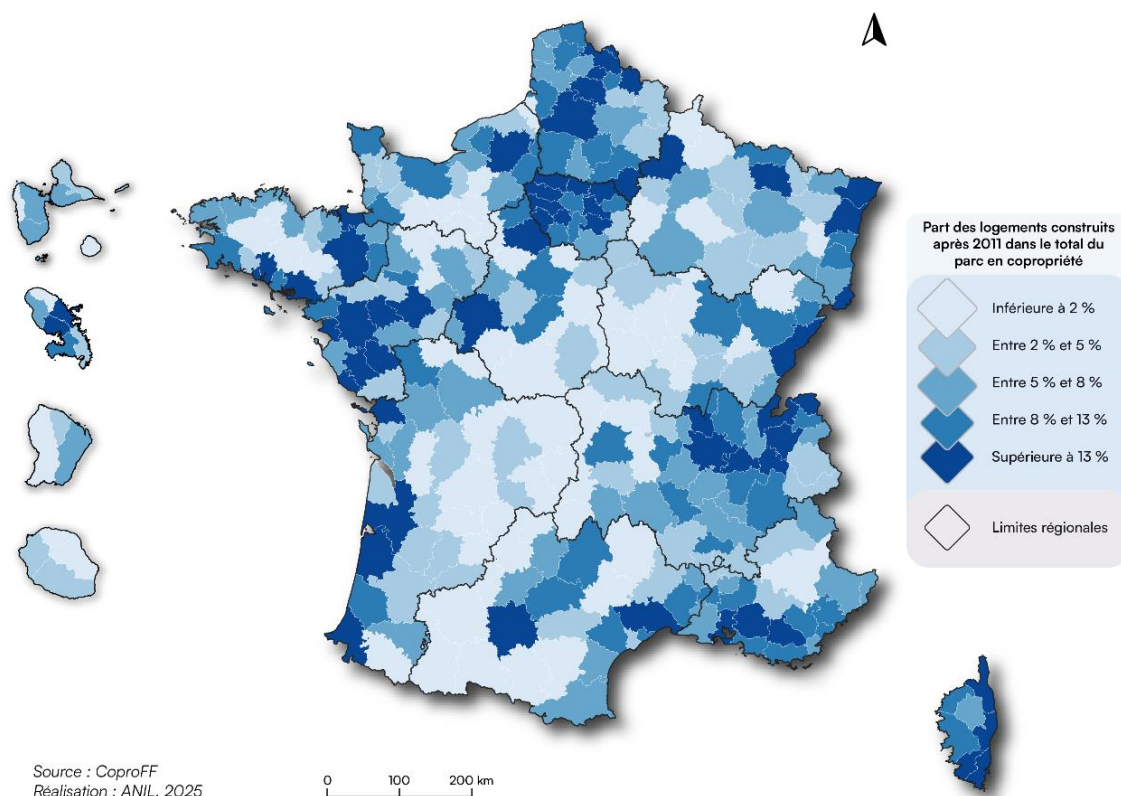 Part des logements construits
après 2011 dans le total du
parc en copropriété
Inférieure à 2 %
Entre 2 % et 5 %
Entre 5 % et 8 %
Entre 8 % et 13 %
Supérieure à 13 %
Limites régionales
Source : CoproFF
Réalisation : ANIL, 2025
0 100 200 km